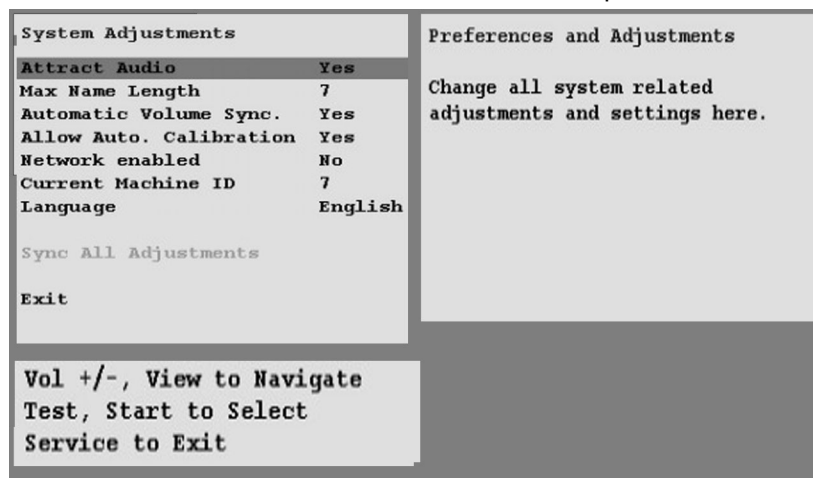 System Adjustments
Attract Audio Yes
Max Name Length 7
Automatic Volume Sync. Yes
Allow Auto. Calibration Yes
Network enabled No
Current Machine ID 7
Language English
Sync All Adjustments
Exit
Preferences and Adjustments
Change all system related
adjustments and settings here.
Vol +/-, View to Navigate
Test, Start to Select
Service to Exit